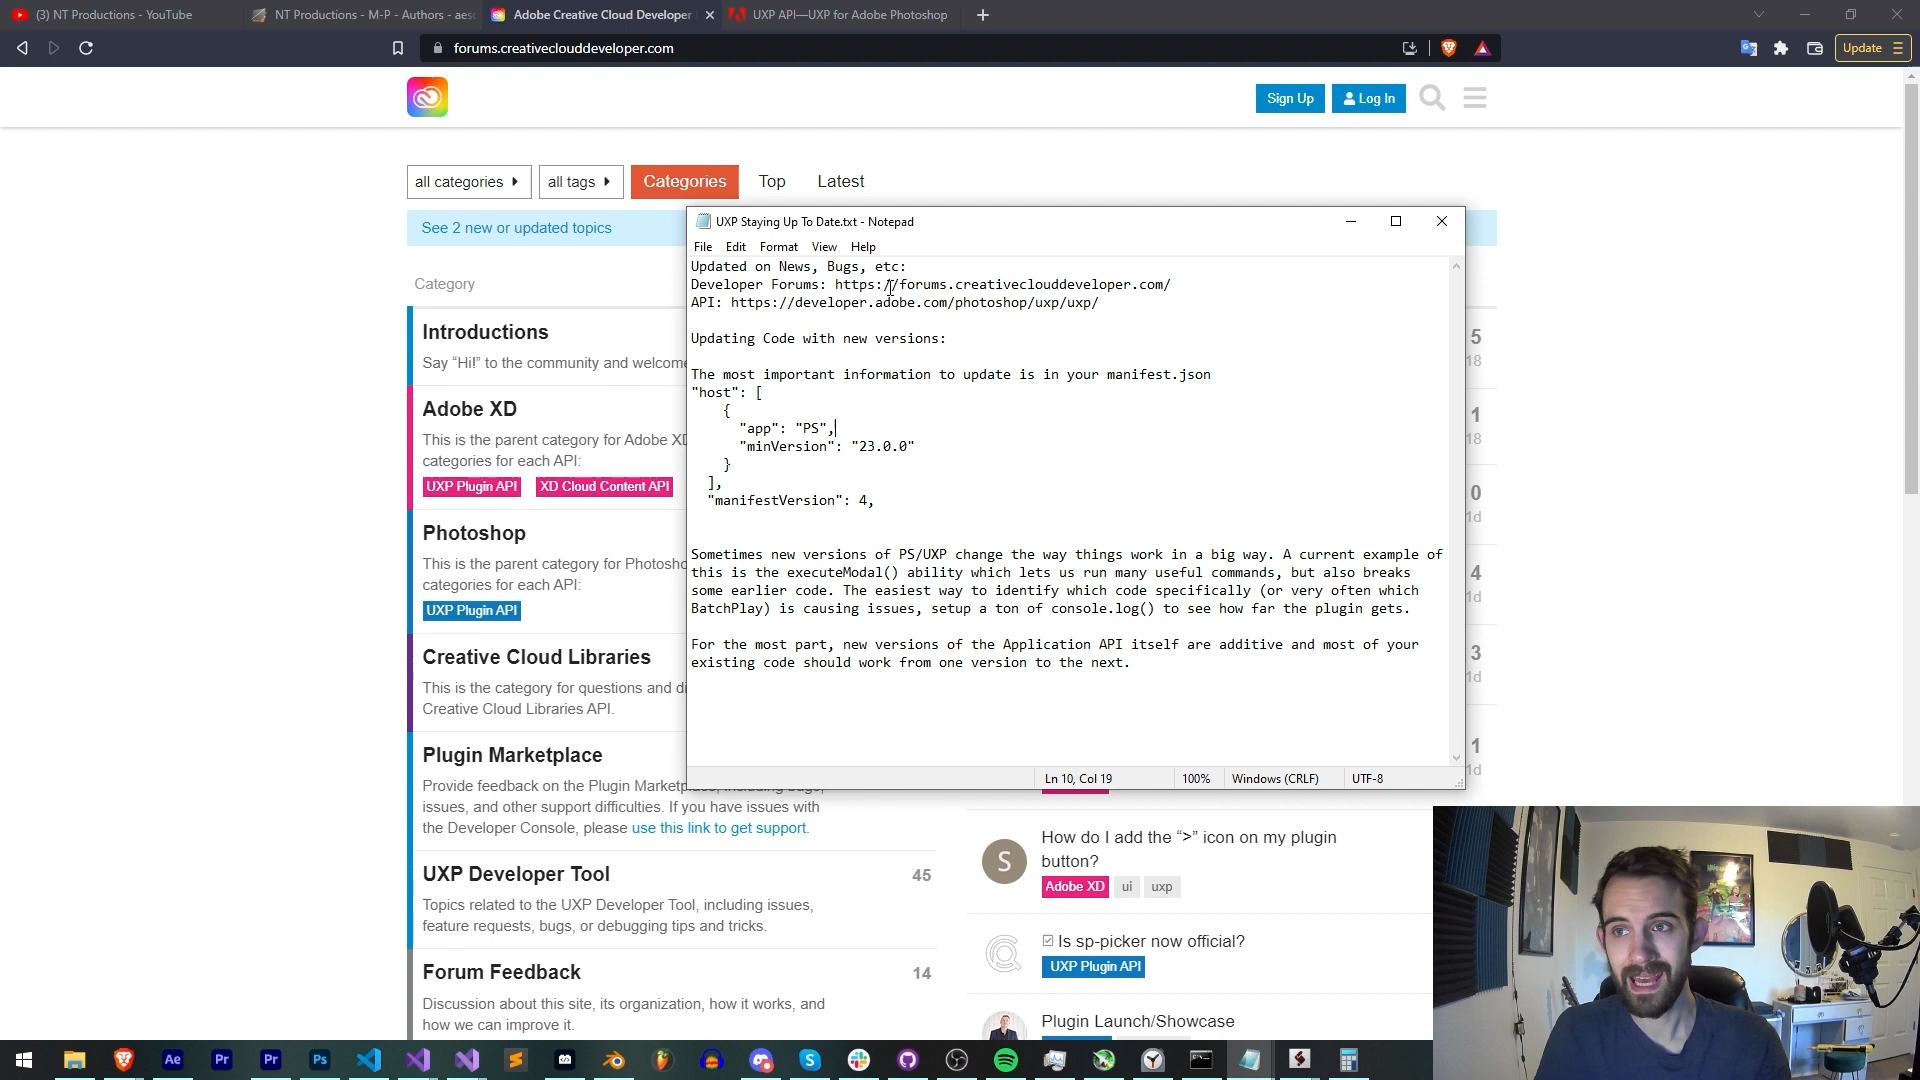 (3) NT Productions - YouTube
NT Productions - M-P - Authors - aes
Adobe Creative Cloud Developer
UXP API—UXP for Adobe Photoshop
forums.creativeclouddeveloper.com
Update
Sign Up
Log In
all categories
all tags
Categories
Top
Latest
See 2 new or updated topics
Category
Introductions
Say “Hi!” to the community and welcome
Adobe XD
This is the parent category for Adobe XD
categories for each API:
UXP Plugin API
XD Cloud Content API
Photoshop
This is the parent category for Photosho
categories for each API:
UXP Plugin API
Creative Cloud Libraries
This is the category for questions and di
Creative Cloud Libraries API.
Plugin Marketplace
Provide feedback on the Plugin Marketplace, including bugs,
issues, and other support difficulties. If you have issues with
the Developer Console, please use this link to get support.
UXP Developer Tool
45
Topics related to the UXP Developer Tool, including issues,
feature requests, bugs, or debugging tips and tricks.
Forum Feedback
14
Discussion about this site, its organization, how it works, and
how we can improve it.
UXP Staying Up To Date.txt - Notepad
File Edit Format View Help
Updated on News, Bugs, etc:
Developer Forums: https://forums.creativeclouddeveloper.com/
API: https://developer.adobe.com/photoshop/uxp/uxp/
Updating Code with new versions:
The most important information to update is in your manifest.json
"host": [
{
"app": "PS",
"minVersion": "23.0.0"
}
],
"manifestVersion": 4,
Sometimes new versions of PS/UXP change the way things work in a big way. A current example of
this is the executeModal() ability which lets us run many useful commands, but also breaks
some earlier code. The easiest way to identify which code specifically (or very often which
BatchPlay) is causing issues, setup a ton of console.log() to see how far the plugin gets.
For the most part, new versions of the Application API itself are additive and most of your
existing code should work from one version to the next.
Ln 10, Col 19
100%
Windows (CRLF)
UTF-8
5
18
1
18
0
1d
4
1d
3
1d
1
1d
S
How do I add the “>” icon on my plugin
button?
Adobe XD
ui
uxp
Is sp-picker now official?
UXP Plugin API
Plugin Launch/Showcase
Ae
Pr
Pr
Ps